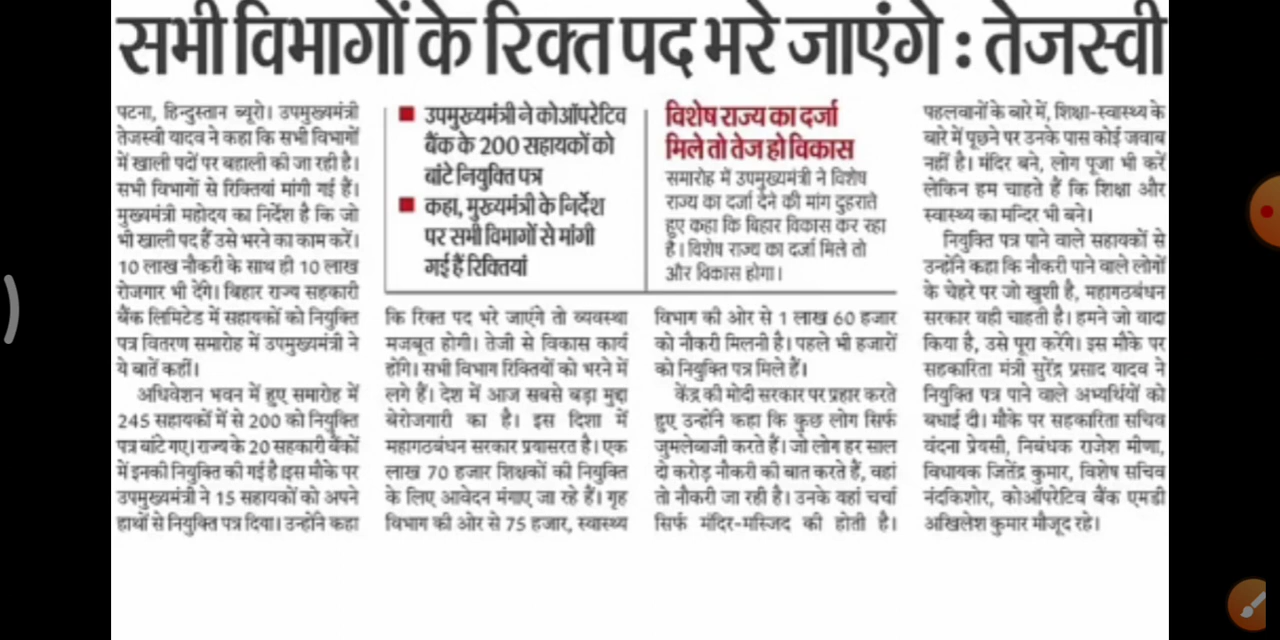 सभी विभागों के रिक्त पद भरे जाएंगे : तेजस्वी
पटना, हिन्दुस्तान ब्यूरो। उपमुख्यमंत्री
तेजस्वी यादव ने कहा कि सभी विभागों
में खाली पदों पर बहाली की जा रही है।
सभी विभागों से रिक्तियां मांगी गई हैं।
मुख्यमंत्री महोदय का निर्देश है कि जो
भी खाली पद हैं उसे भरने का काम करें।
10 लाख नौकरी के साथ ही 10 लाख
रोजगार भी देंगे। बिहार राज्य सहकारी
बैंक लिमिटेड में सहायकों को नियुक्ति
पत्र वितरण समारोह में उपमुख्यमंत्री ने
ये बातें कहीं।
अधिवेशन भवन में हुए समारोह में
245 सहायकों में से 200 को नियुक्ति
पत्र बांटे गए। राज्य के 20 सहकारी बैंकों
में इनकी नियुक्ति की गई है।इस मौके पर
उपमुख्यमंत्री ने 15 सहायकों को अपने
हाथों से नियुक्ति पत्र दिया। उन्होंने कहा
उपमुख्यमंत्री ने कोऑपरेटिव
बैंक के 200 सहायकों को
बांटे नियुक्ति पत्र
कहा, मुख्यमंत्री के निर्देश
पर सभी विभागों से मांगी
गई हैं रिक्तियां
विशेष राज्य का दर्जा
मिले तो तेज हो विकास
समारोह में उपमुख्यमंत्री ने विशेष
राज्य का दर्जा देने की मांग दुहराते
हुए कहा कि बिहार विकास कर रहा
है। विशेष राज्य का दर्जा मिले तो
और विकास होगा।
कि रिक्त पद भरे जाएंगे तो व्यवस्था
मजबूत होगी। तेजी से विकास कार्य
होंगे। सभी विभाग रिक्तियों को भरने में
लगे हैं। देश में आज सबसे बड़ा मुद्दा
बेरोजगारी का है। इस दिशा में
महागठबंधन सरकार प्रयासरत है। एक
लाख 70 हजार शिक्षकों की नियुक्ति
के लिए आवेदन मंगाए जा रहे हैं। गृह
विभाग की ओर से 75 हजार, स्वास्थ्य
विभाग की ओर से 1 लाख 60 हजार
को नौकरी मिलनी है। पहले भी हजारों
को नियुक्ति पत्र मिले हैं।
केंद्र की मोदी सरकार पर प्रहार करते
हुए उन्होंने कहा कि कुछ लोग सिर्फ
जुमलेबाजी करते हैं। जो लोग हर साल
दो करोड़ नौकरी की बात करते हैं, वहां
तो नौकरी जा रही है। उनके यहां चर्चा
सिर्फ मंदिर-मस्जिद की होती है।
पहलवानों के बारे में, शिक्षा-स्वास्थ्य के
बारे में पूछने पर उनके पास कोई जवाब
नहीं है। मंदिर बने, लोग पूजा भी करें
लेकिन हम चाहते हैं कि शिक्षा और
स्वास्थ्य का मन्दिर भी बने।
नियुक्ति पत्र पाने वाले सहायकों से
उन्होंने कहा कि नौकरी पाने वाले लोगों
के चेहरे पर जो खुशी है, महागठबंधन
सरकार वही चाहती है। हमने जो वादा
किया है, उसे पूरा करेंगे। इस मौके पर
सहकारिता मंत्री सुरेंद्र प्रसाद यादव ने
नियुक्ति पत्र पाने वाले अभ्यर्थियों को
बधाई दी। मौके पर सहकारिता सचिव
वंदना प्रेयसी, निबंधक राजेश मीणा,
विधायक जितेंद्र कुमार, विशेष सचिव
नंदकिशोर, कोऑपरेटिव बैंक एमडी
अखिलेश कुमार मौजूद रहे।